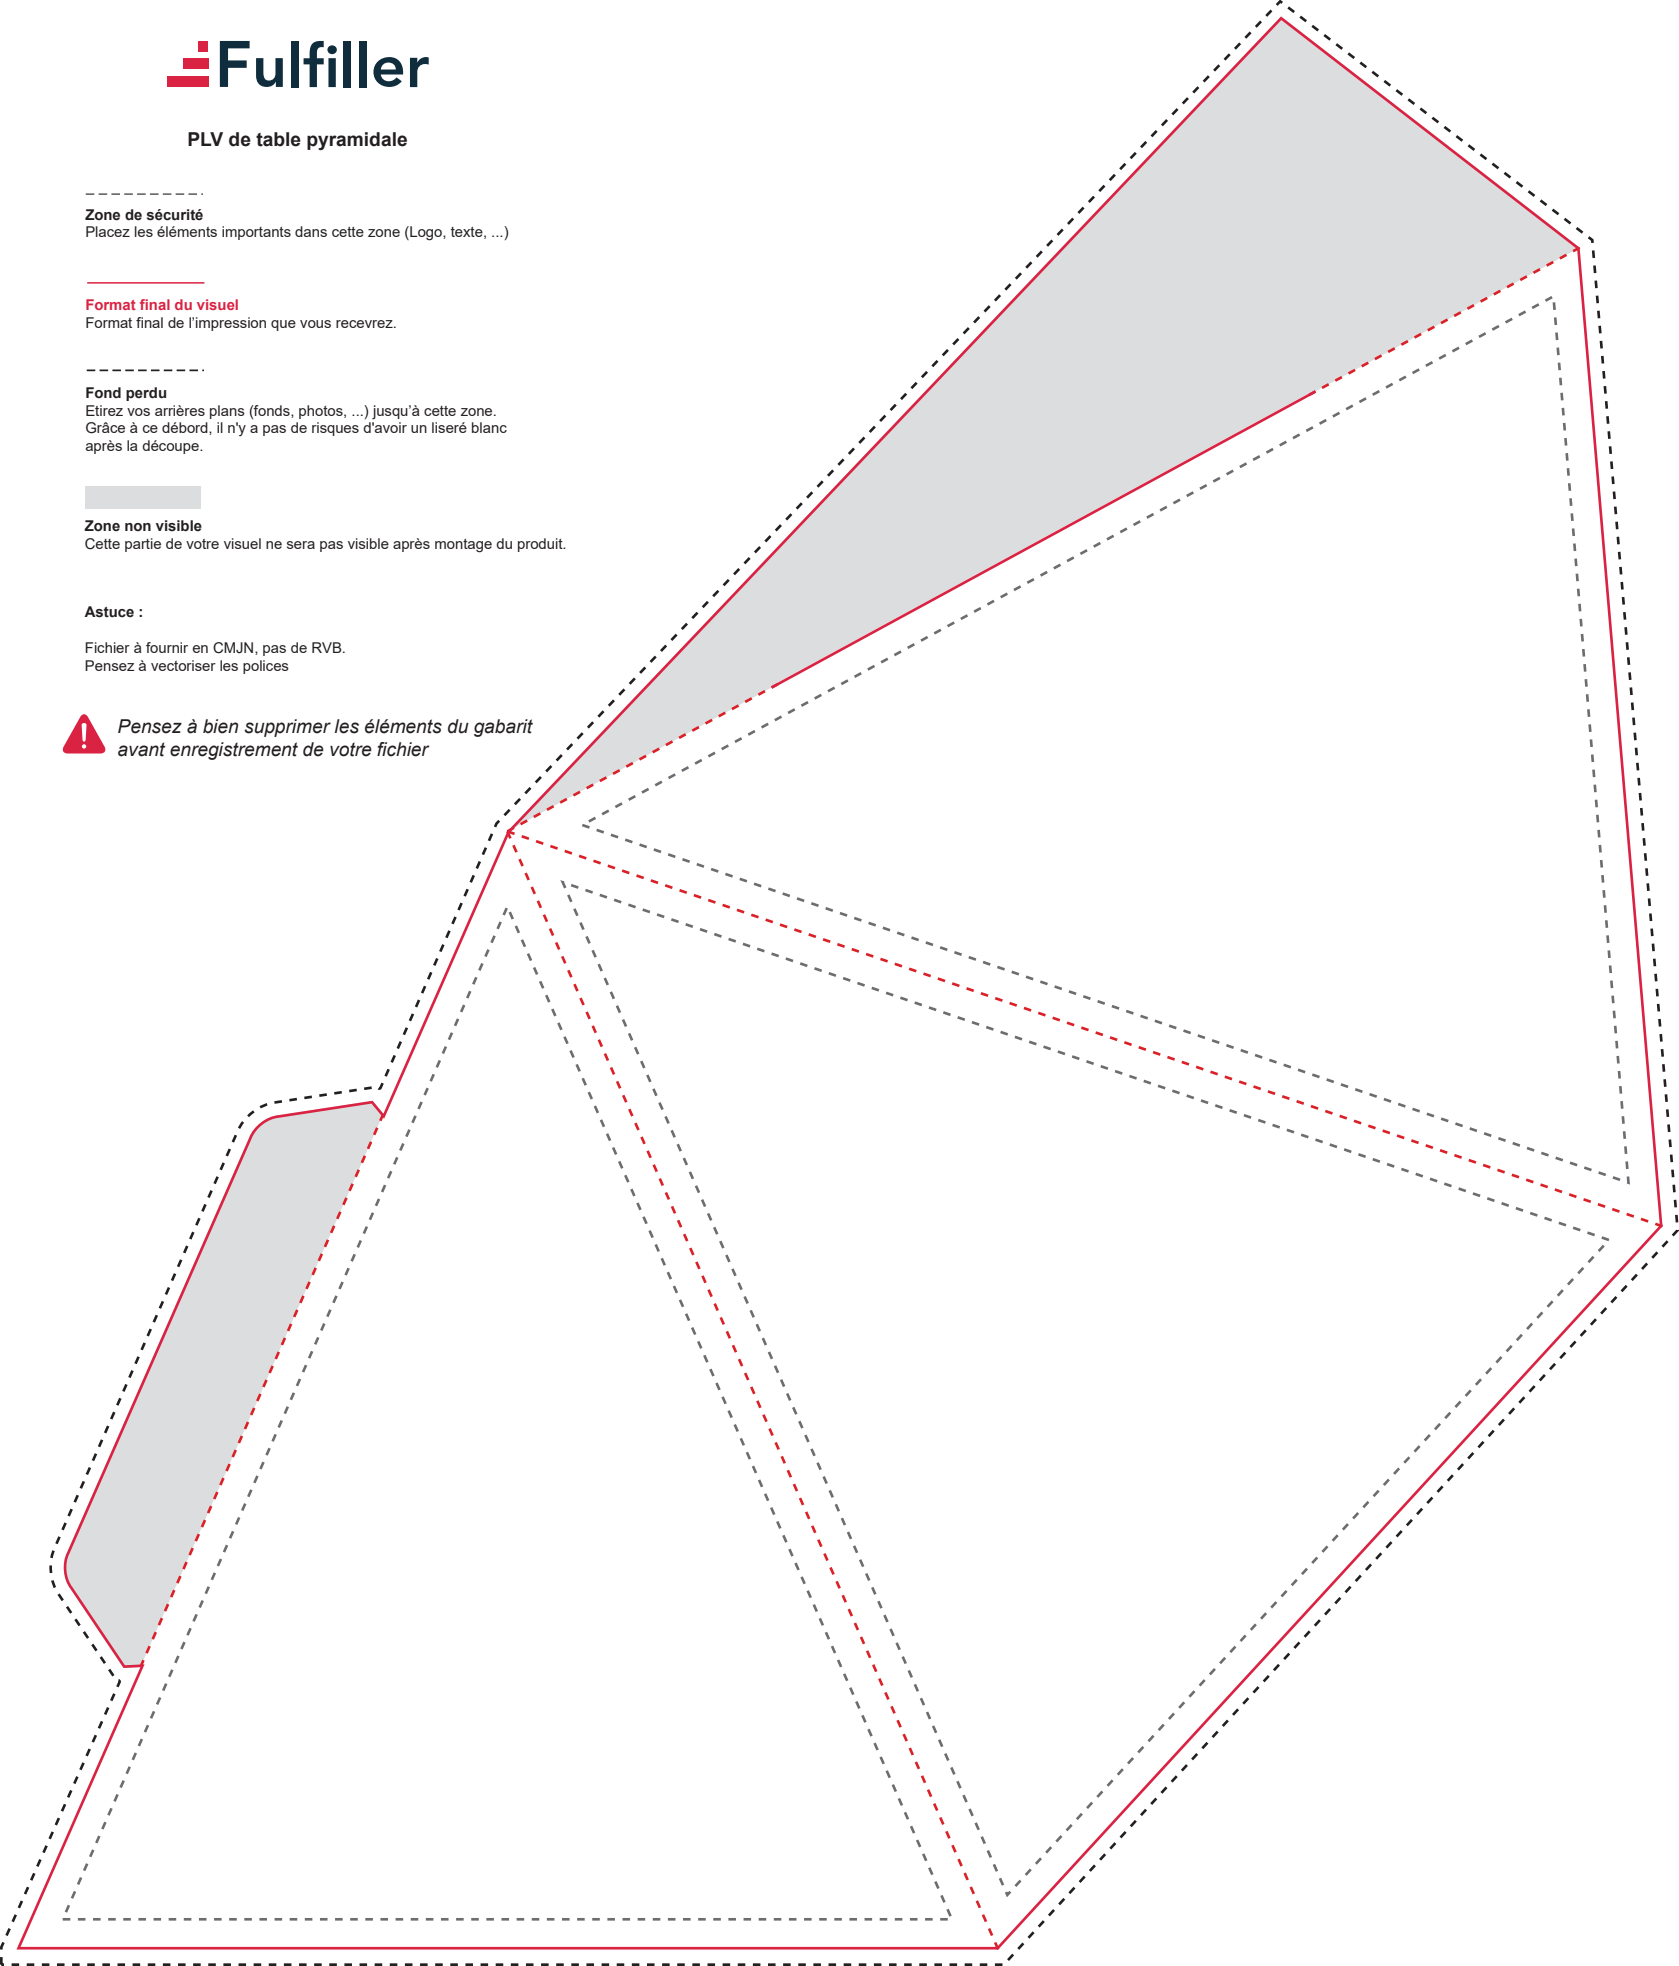 Fulfiller
PLV de table pyramidale
Zone de sécurité
Placez les éléments importants dans cette zone (Logo, texte, ...)
Format final du visuel
Format final de l'impression que vous recevrez.
Fond perdu
Etirez vos arrières plans (fonds, photos, ...) jusqu'à cette zone.
Grâce à ce débord, il n'y a pas de risques d'avoir un liseré blanc
après la découpe.
Zone non visible
Cette partie de votre visuel ne sera pas visible après montage du produit.
Astuce :
Fichier à fournir en CMJN, pas de RVB.
Pensez à vectoriser les polices
Pensez à bien supprimer les éléments du gabarit
avant enregistrement de votre fichier